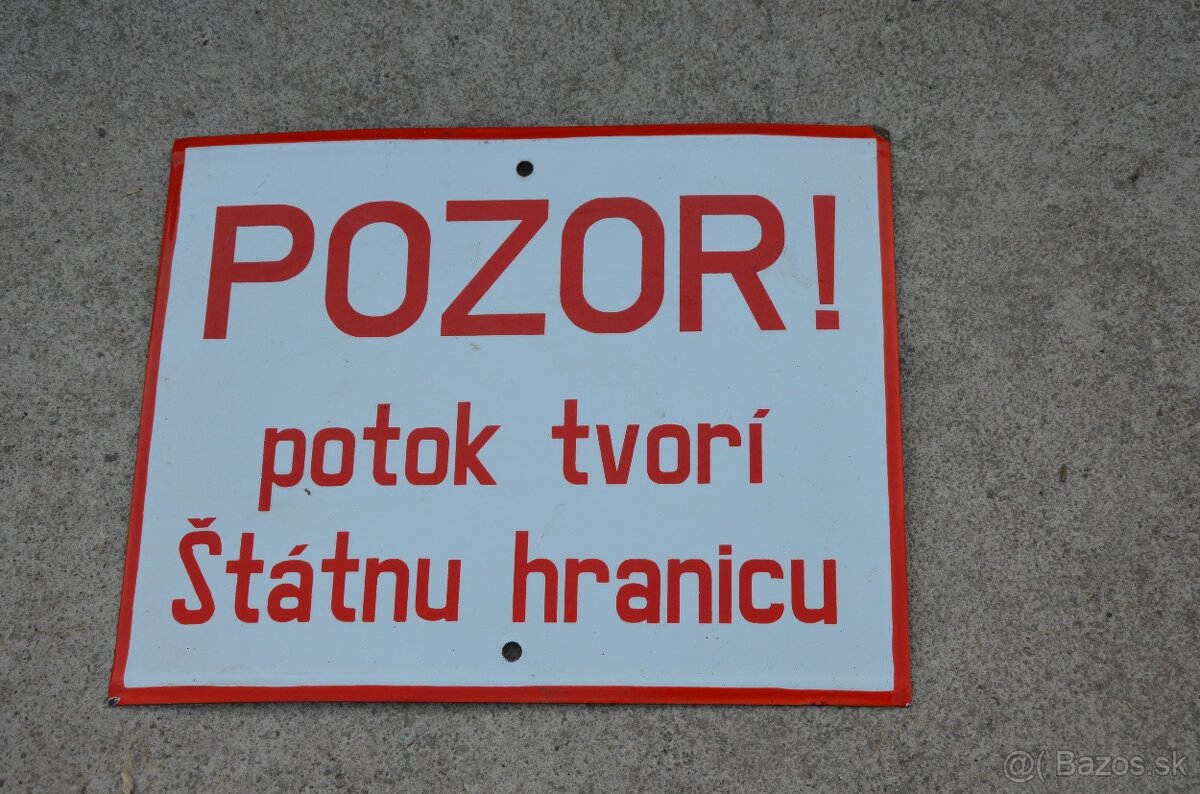 POZOR!
potok tvorí
Štátnu hranicu
@( Bazos.sk